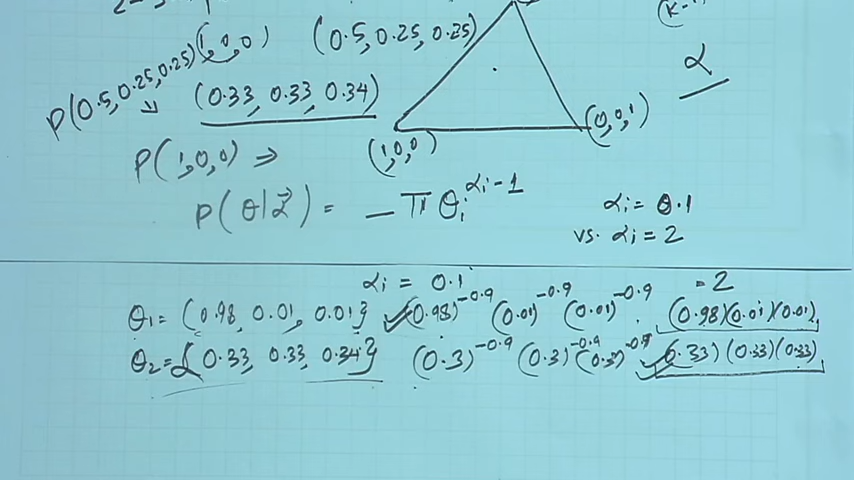 (1, 0, 0) (0.5, 0.25, 0.25)
P(0.5, 0.25, 0.25)
(0.33, 0.33, 0.34)
α
(0, 0, 1)
(1, 0, 0)
P(1, 0, 0) ⇒
P(θ|α⃗) = — π θi^αi-1
αi = 0.1
vs. αi = 2
αi = 0.1 = 2
θ1 = {0.98, 0.01, 0.01} ✓(0.98)^-0.9 (0.01)^-0.9 (0.01)^-0.9 . (0.98)(0.01)(0.01)
θ2 = {0.33, 0.33, 0.34} (0.3)^-0.9 (0.3)^-0.9 (0.3)^-0.9 ✓(0.33)(0.33)(0.33)